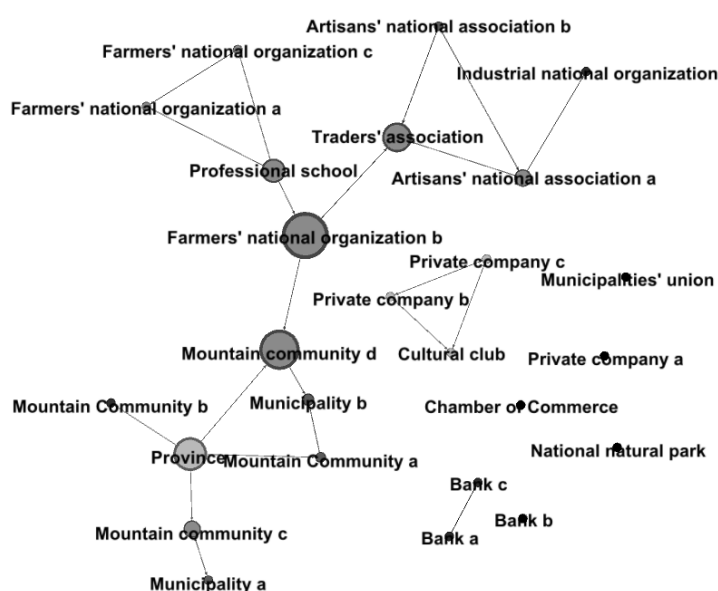 Artisans' national association b
Farmers' national organization c
Industrial national organization
Farmers' national organization a
Traders' association
Professional school
Artisans' national association a
Farmers' national organization b
Private company c
Municipalities' union
Private company b
Mountain community d
Cultural club
Private company a
Mountain Community b
Municipality b
Chamber of Commerce
Province
Mountain Community a
National natural park
Bank c
Bank b
Mountain community c
Bank a
Municipality a